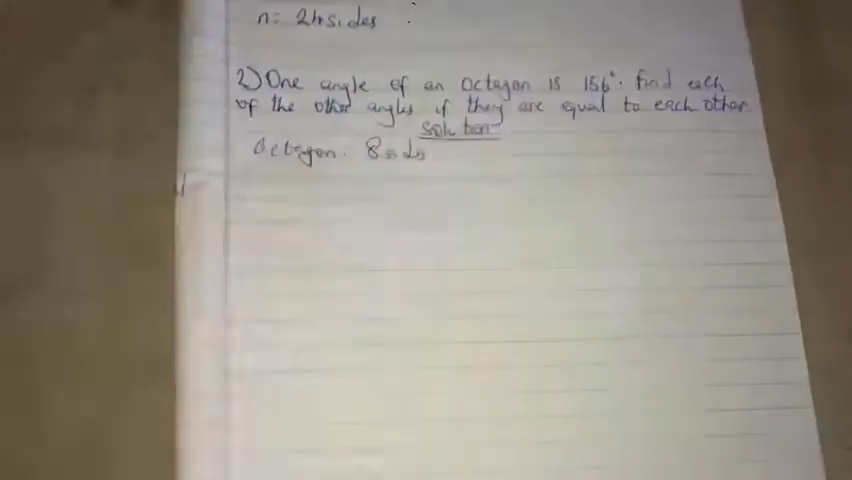 n = 24 sides
2) One angle of an Octagon is 156°. find each
of the other angles if they are equal to each other
Solution
Octagon: 8 sides